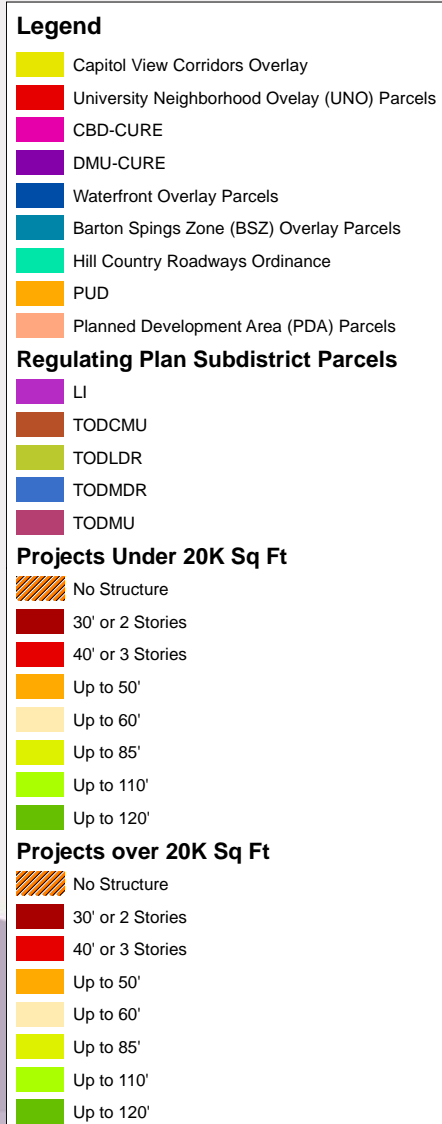 Legend
Capitol View Corridors Overlay
University Neighborhood Ovelay (UNO) Parcels
CBD-CURE
DMU-CURE
Waterfront Overlay Parcels
Barton Spings Zone (BSZ) Overlay Parcels
Hill Country Roadways Ordinance
PUD
Planned Development Area (PDA) Parcels
Regulating Plan Subdistrict Parcels
LI
TODCMU
TODLDR
TODMDR
TODMU
Projects Under 20K Sq Ft
No Structure
30' or 2 Stories
40' or 3 Stories
Up to 50'
Up to 60'
Up to 85'
Up to 110'
Up to 120'
Projects over 20K Sq Ft
No Structure
30' or 2 Stories
40' or 3 Stories
Up to 50'
Up to 60'
Up to 85'
Up to 110'
Up to 120'